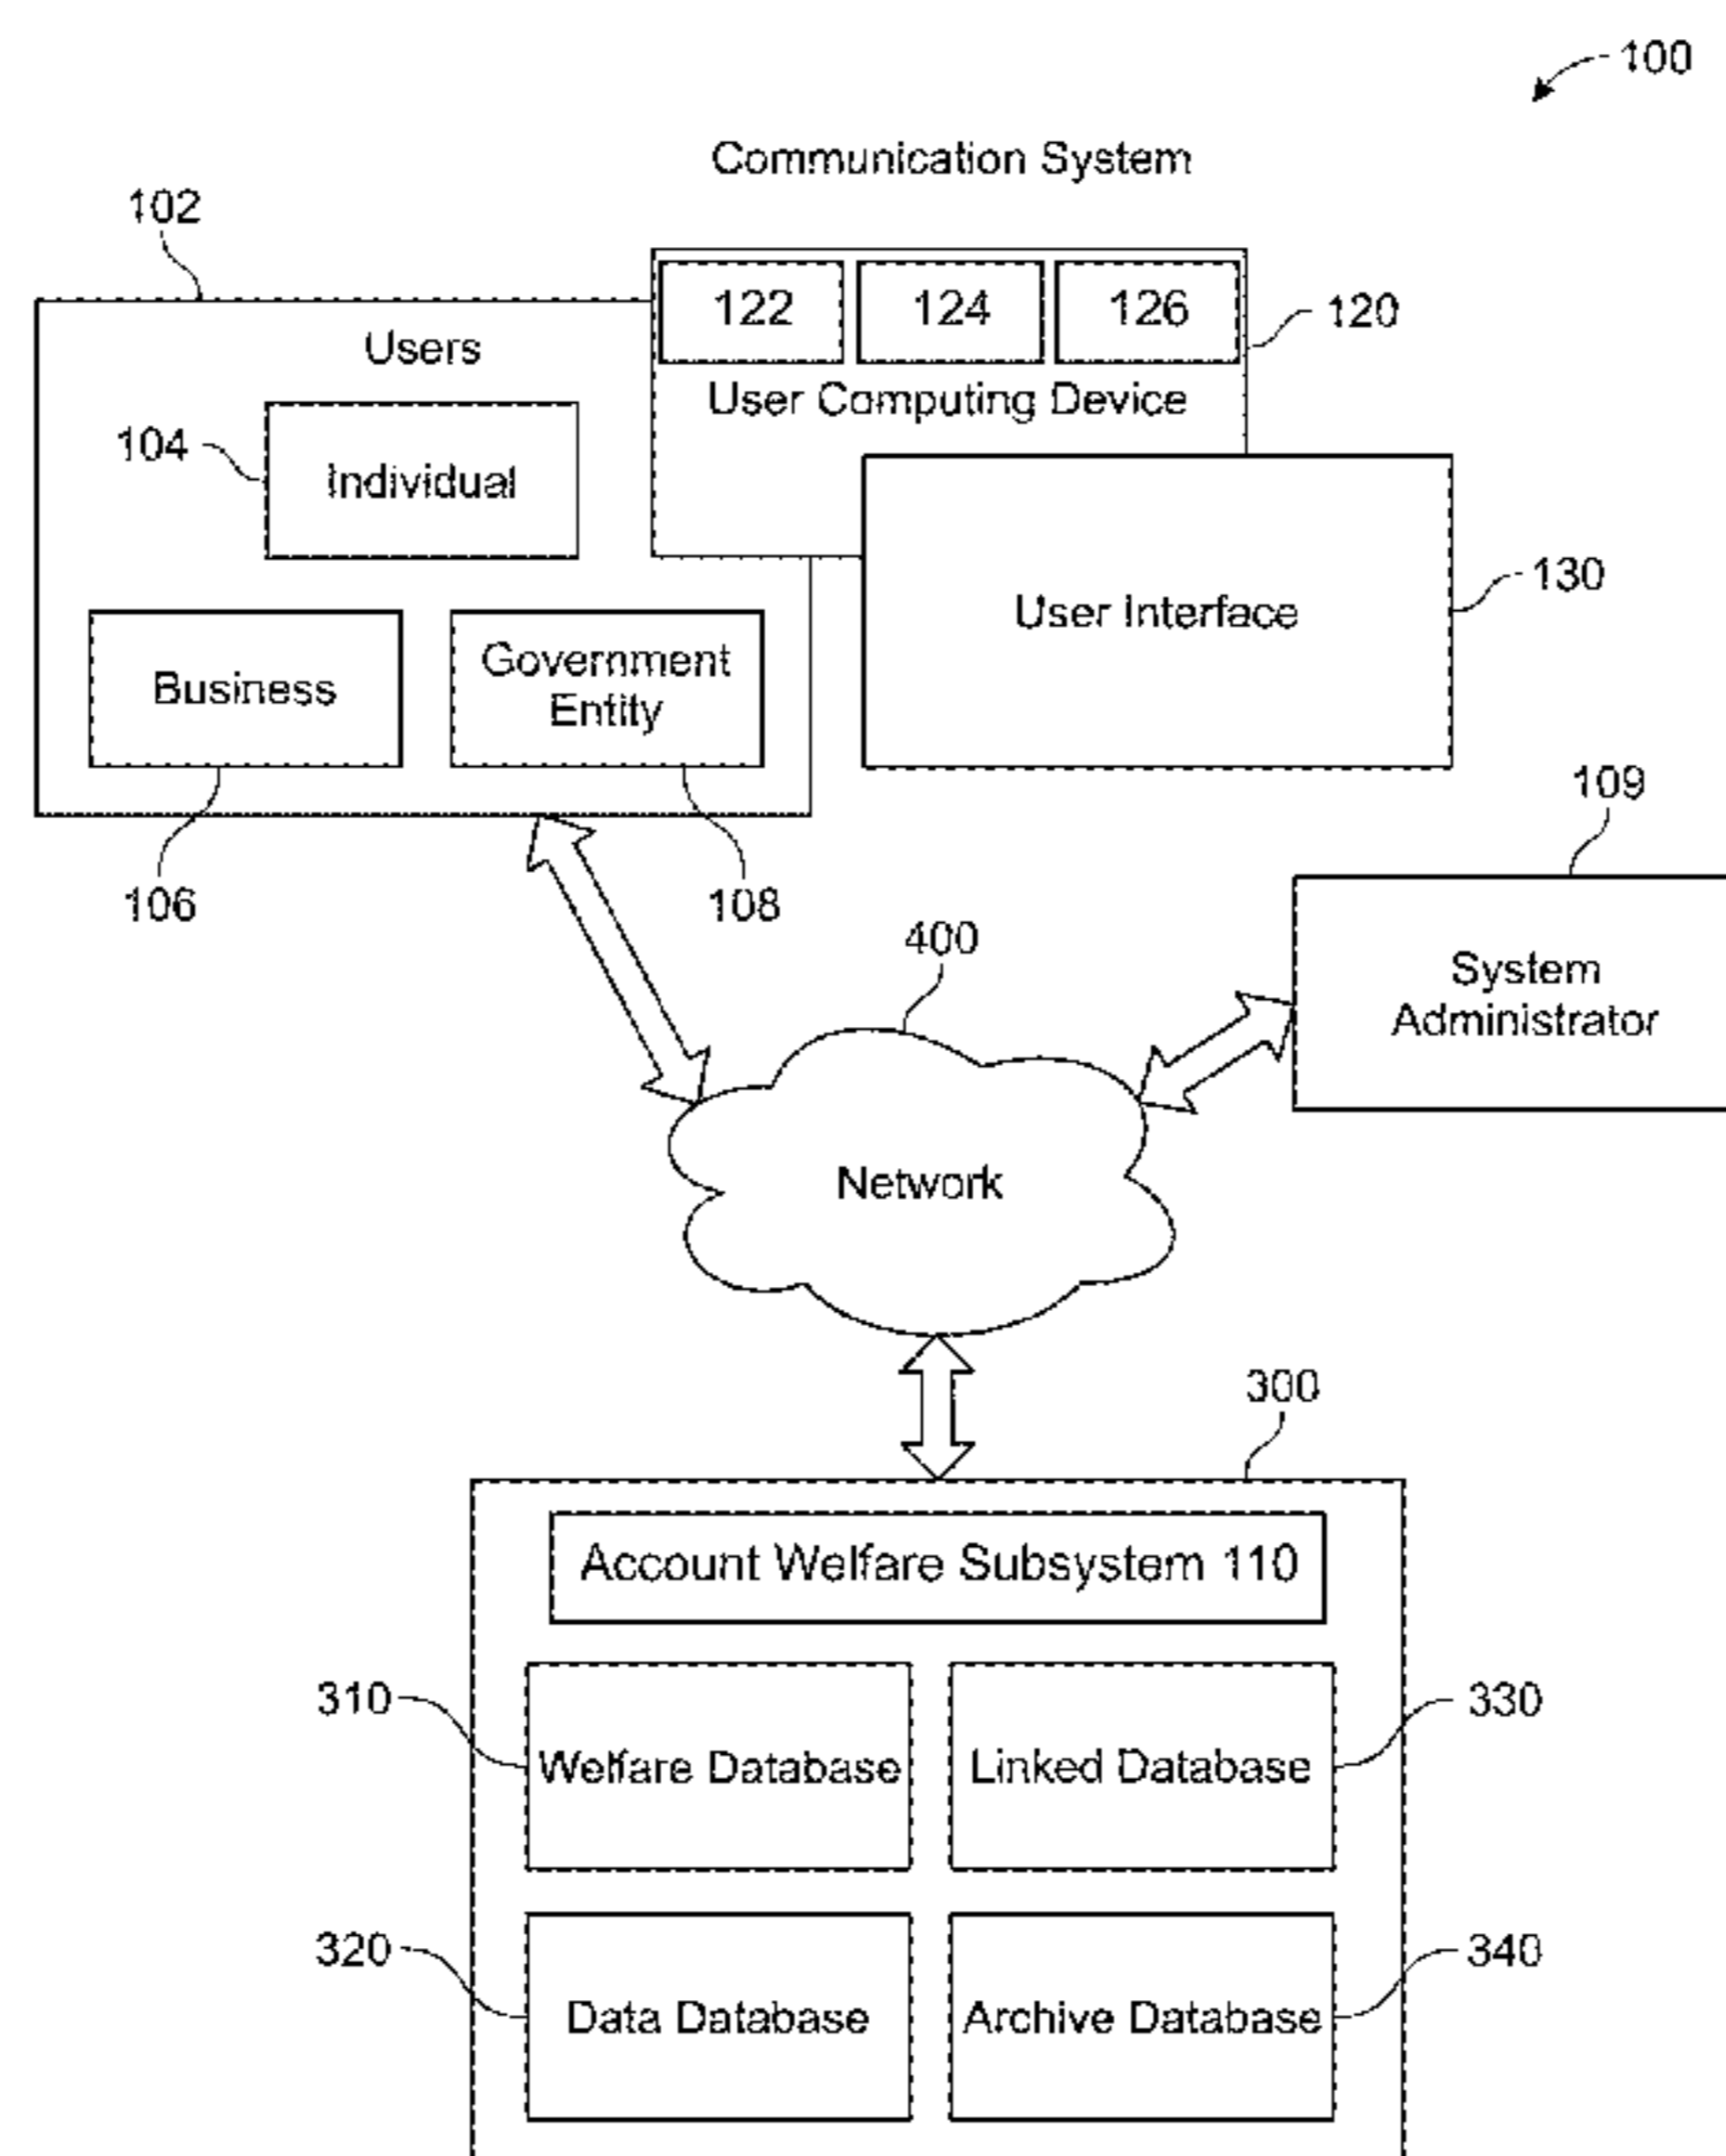 100
Communication System
102
122 124 126
120
Users
User Computing Device
104
Individual
130
User Interface
Business
Government
Entity
109
106
108
400
System
Administrator
Network
300
Account Welfare Subsystem 110
310
330
Welfare Database
Linked Database
320
340
Data Database
Archive Database